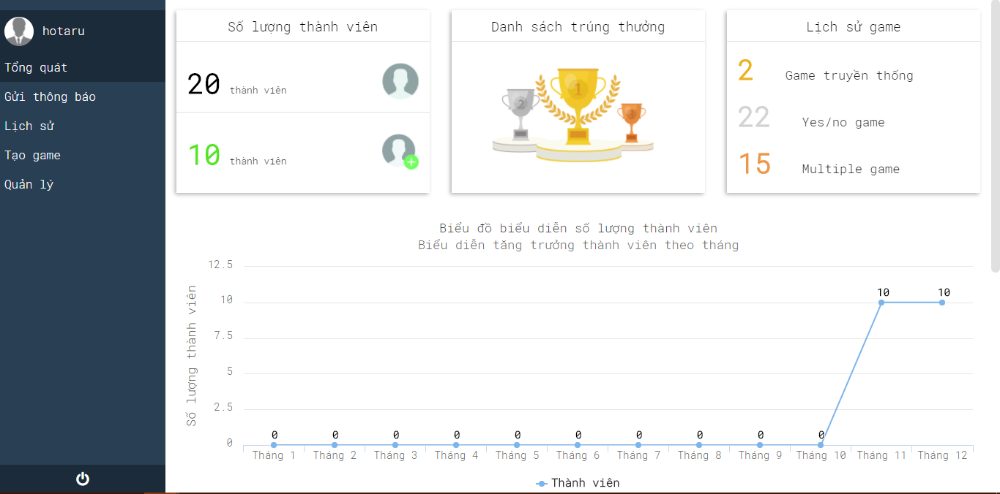 hotaru
Tổng quát
Gửi thông báo
Lịch sử
Tạo game
Quản lý
Số lượng thành viên
20 thành viên
10 thành viên
Danh sách trúng thưởng
2 1 3
Lịch sử game
2 Game truyền thống
22 Yes/no game
15 Multiple game
Biểu đồ biểu diễn số lượng thành viên
Biểu diễn tăng trưởng thành viên theo tháng
Số lượng thành viên
12.5
10
7.5
5
2.5
0
0 0 0 0 0 0 0 0 0 0 10 10
Tháng 1 Tháng 2 Tháng 3 Tháng 4 Tháng 5 Tháng 6 Tháng 7 Tháng 8 Tháng 9 Tháng 10 Tháng 11 Tháng 12
Thành viên